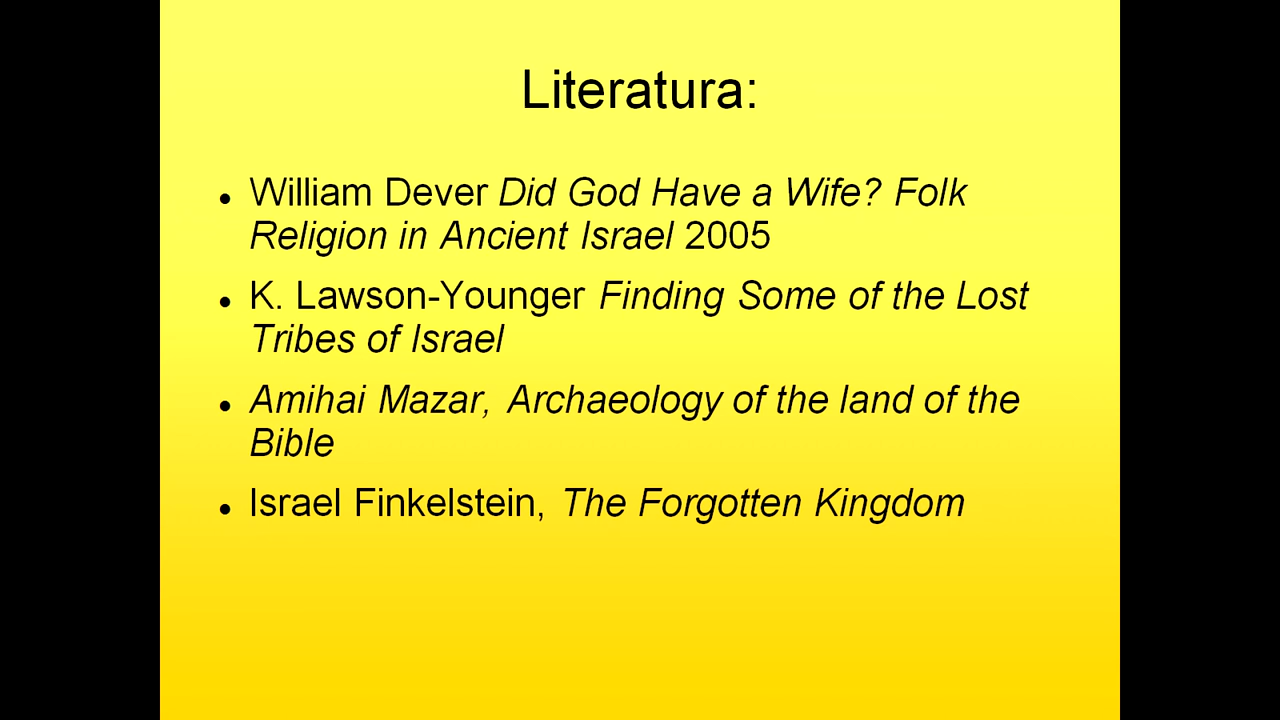 Literatura:
● William Dever Did God Have a Wife? Folk
Religion in Ancient Israel 2005
● K. Lawson-Younger Finding Some of the Lost
Tribes of Israel
● Amihai Mazar, Archaeology of the land of the
Bible
● Israel Finkelstein, The Forgotten Kingdom